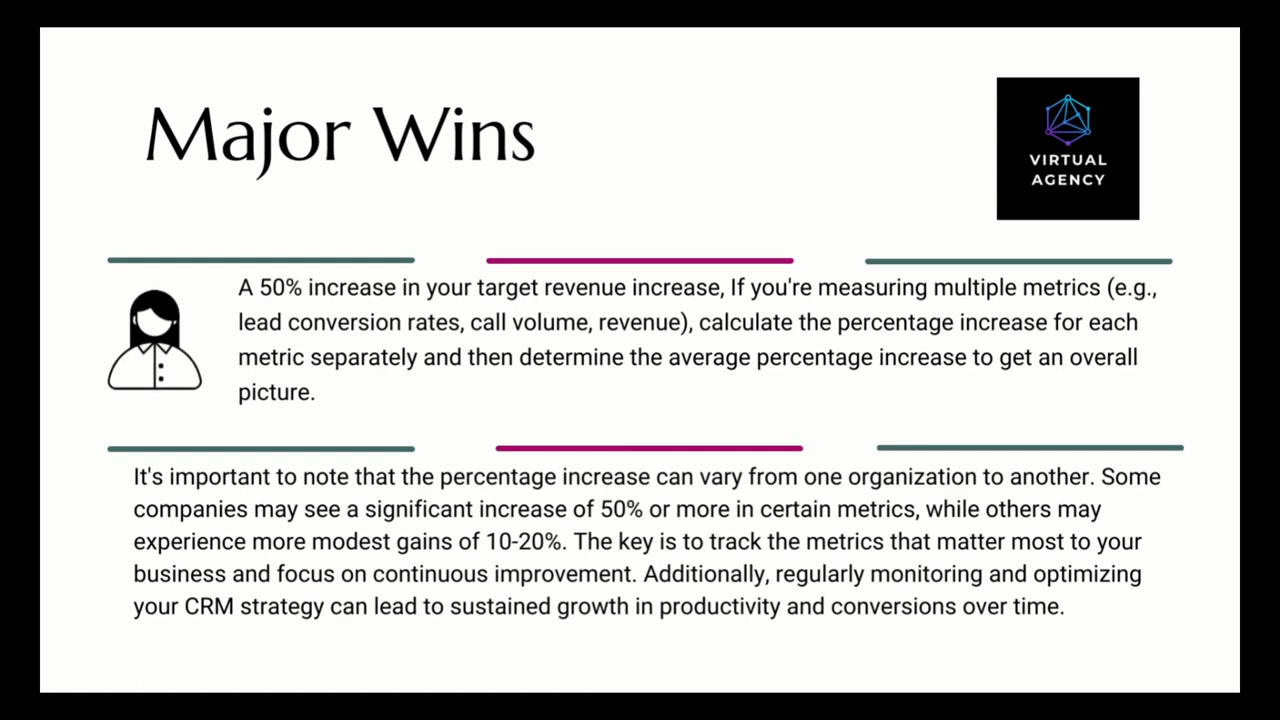 Major Wins
VIRTUAL
AGENCY
A 50% increase in your target revenue increase, If you're measuring multiple metrics (e.g.,
lead conversion rates, call volume, revenue), calculate the percentage increase for each
metric separately and then determine the average percentage increase to get an overall
picture.
It's important to note that the percentage increase can vary from one organization to another. Some
companies may see a significant increase of 50% or more in certain metrics, while others may
experience more modest gains of 10-20%. The key is to track the metrics that matter most to your
business and focus on continuous improvement. Additionally, regularly monitoring and optimizing
your CRM strategy can lead to sustained growth in productivity and conversions over time.